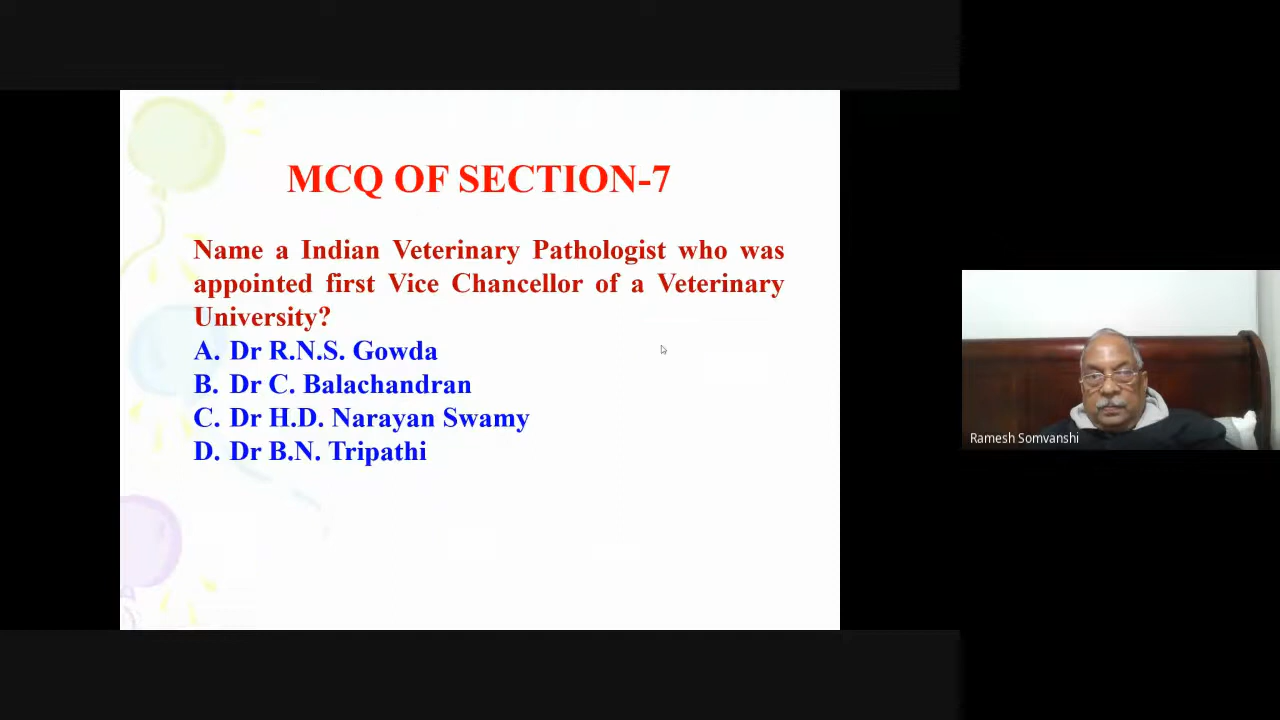 MCQ OF SECTION-7
Name a Indian Veterinary Pathologist who was
appointed first Vice Chancellor of a Veterinary
University?
A. Dr R.N.S. Gowda
B. Dr C. Balachandran
C. Dr H.D. Narayan Swamy
D. Dr B.N. Tripathi
Ramesh Somvanshi